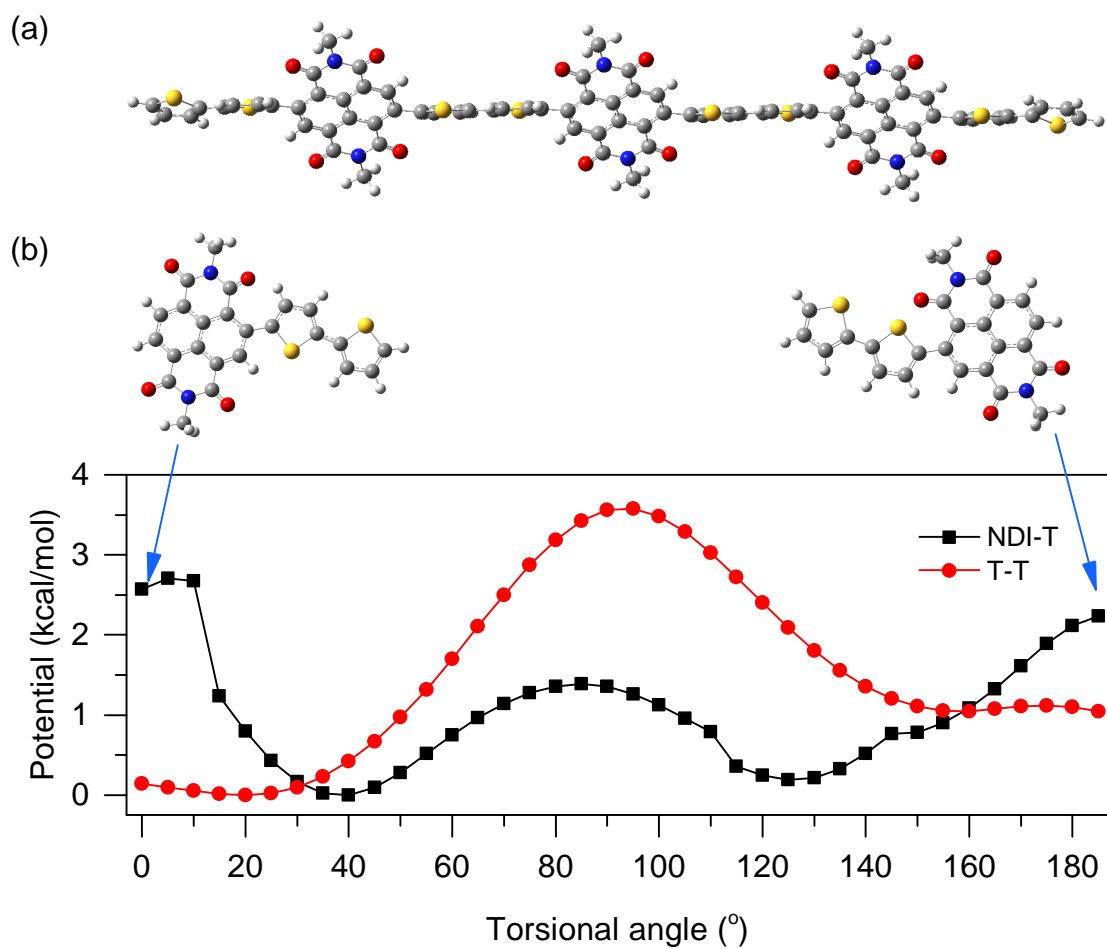 (a)
(b)
4
3
2
1
0
Potential (kcal/mol)
NDI-T
T-T
0 20 40 60 80 100 120 140 160 180
Torsional angle (°)